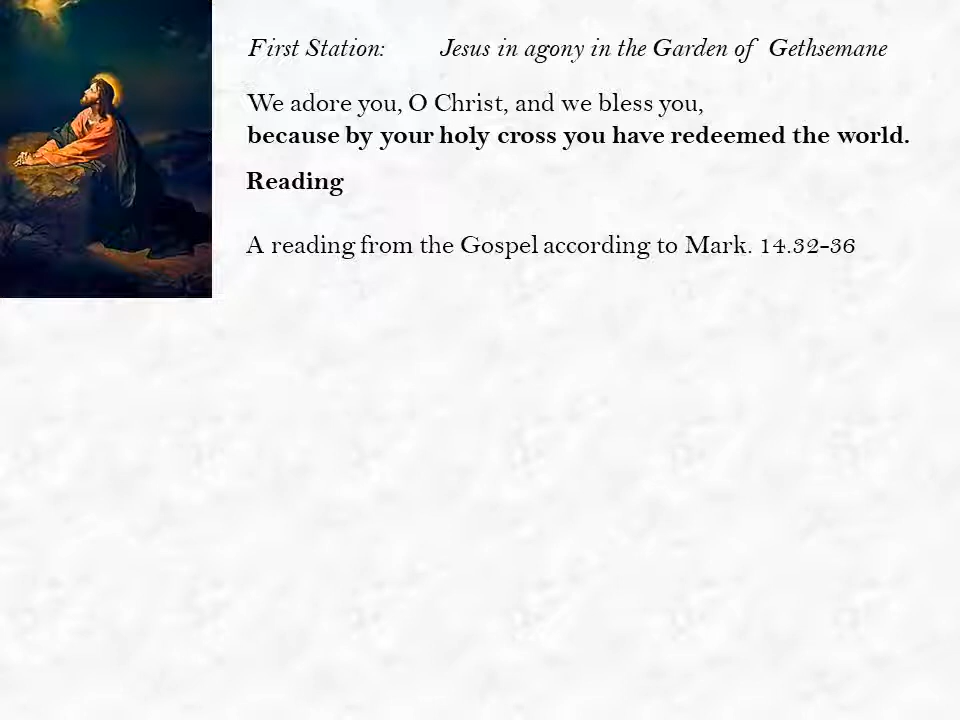 First Station: Jesus in agony in the Garden of Gethsemane
We adore you, O Christ, and we bless you,
because by your holy cross you have redeemed the world.
Reading
A reading from the Gospel according to Mark. 14.32-36